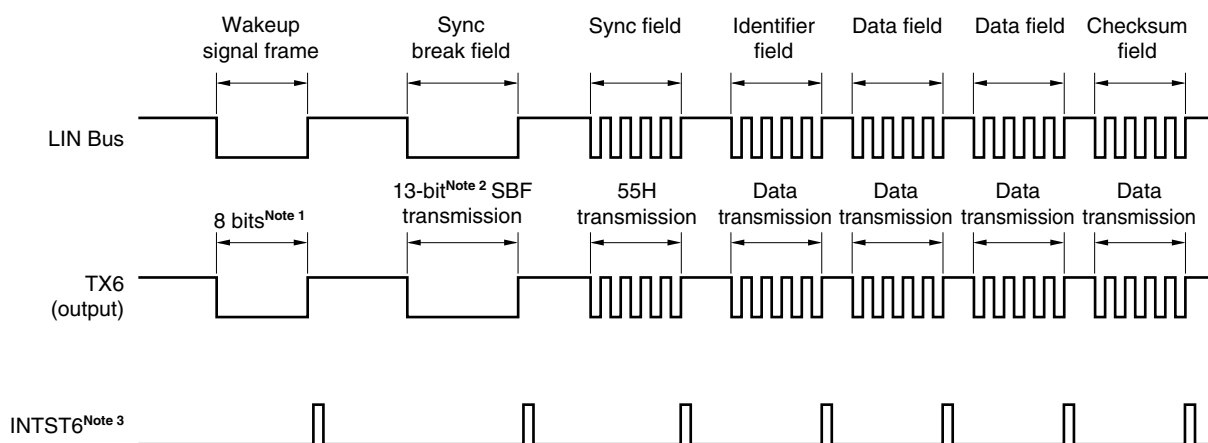 Wakeup
signal frame
Sync
break field
Sync field
Identifier
field
Data field
Data field
Checksum
field
LIN Bus
8 bitsNote 1
13-bitNote 2 SBF
transmission
55H
transmission
Data
transmission
Data
transmission
Data
transmission
Data
transmission
TX6
(output)
INTST6Note 3